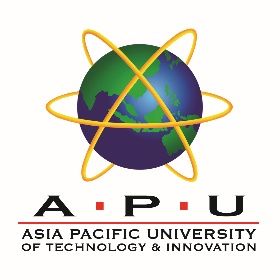 A · P · U
ASIA PACIFIC UNIVERSITY
OF TECHNOLOGY & INNOVATION